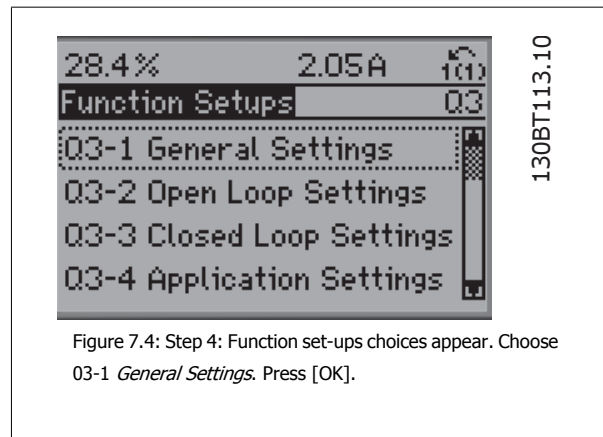 28.4% 2.05A 1(1)
Function Setups Q3
Q3-1 General Settings
Q3-2 Open Loop Settings
Q3-3 Closed Loop Settings
Q3-4 Application Settings
130BT113.10
Figure 7.4: Step 4: Function set-ups choices appear. Choose
03-1 General Settings. Press [OK].